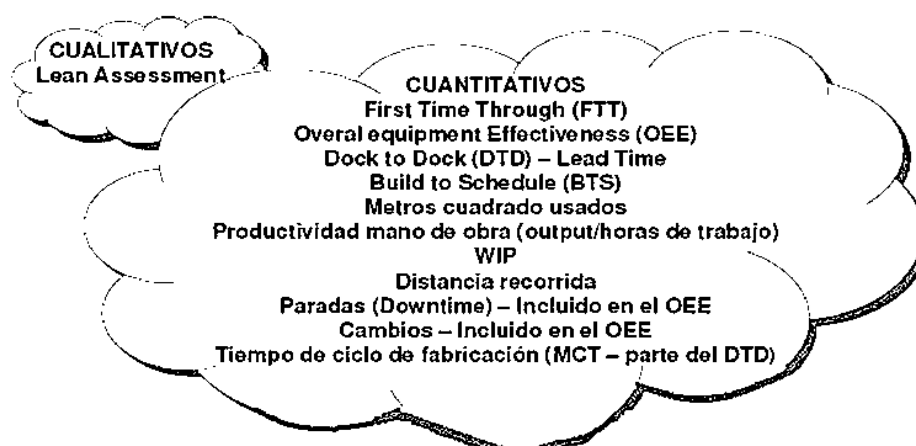 CUALITATIVOS
Lean Assessment
CUANTITATIVOS
First Time Through (FTT)
Overal equipment Effectiveness (OEE)
Dock to Dock (DTD) – Lead Time
Build to Schedule (BTS)
Metros cuadrado usados
Productividad mano de obra (output/horas de trabajo)
WIP
Distancia recorrida
Paradas (Downtime) – Incluido en el OEE
Cambios – Incluido en el OEE
Tiempo de ciclo de fabricación (MCT – parte del DTD)